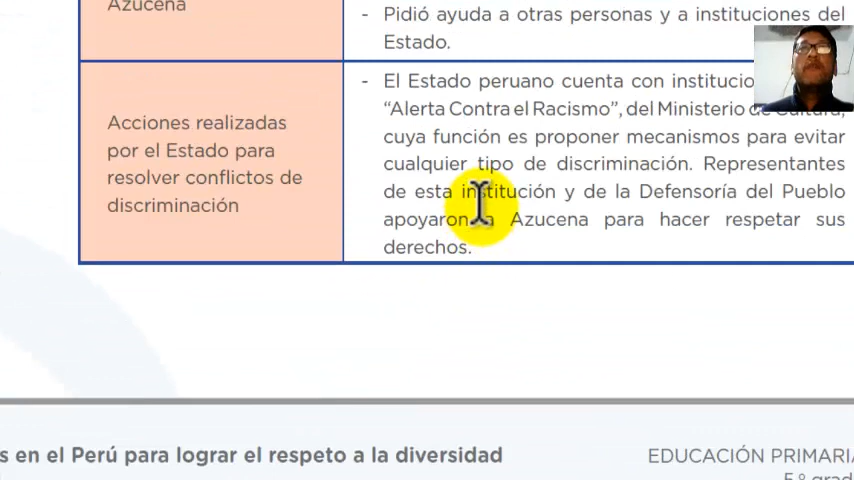 Azucena
- Pidió ayuda a otras personas y a instituciones del
Estado.
Acciones realizadas
por el Estado para
resolver conflictos de
discriminación
- El Estado peruano cuenta con
“Alerta Contra el Racismo”, del Ministerio de Cultura,
cuya función es proponer mecanismos para evitar
cualquier tipo de discriminación. Representantes
de esta institución y de la Defensoría del Pueblo
apoyaron a Azucena para hacer respetar sus
derechos.
en el Perú para lograr el respeto a la diversidad
EDUCACIÓN PRIMARIA